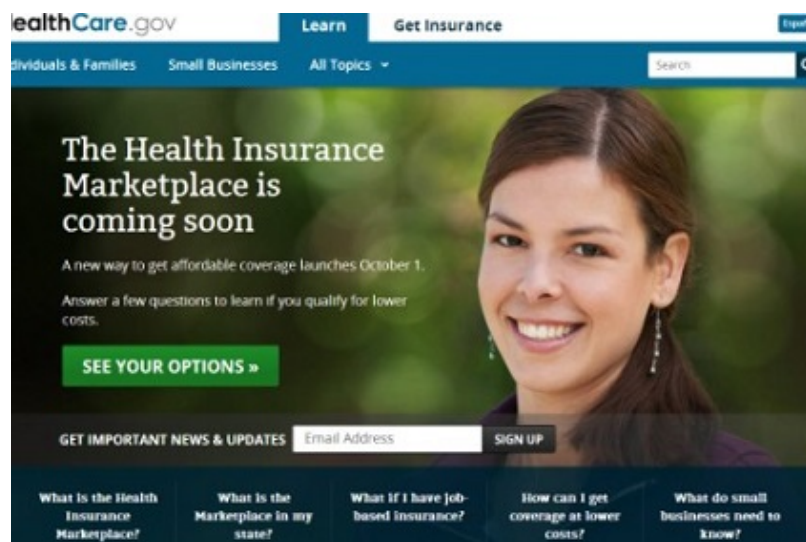 ealthCare.gov
Learn
Get Insurance
Españ
dividuals & Families
Small Businesses
All Topics
Search
The Health Insurance
Marketplace is
coming soon
A new way to get affordable coverage launches October 1.
Answer a few questions to learn if you qualify for lower
costs.
SEE YOUR OPTIONS »
GET IMPORTANT NEWS & UPDATES
Email Address
SIGN UP
What is the Health
Insurance
Marketplace?
What is the
Marketplace in my
state?
What if I have job-
based insurance?
How can I get
coverage at lower
costs?
What do small
businesses need to
know?